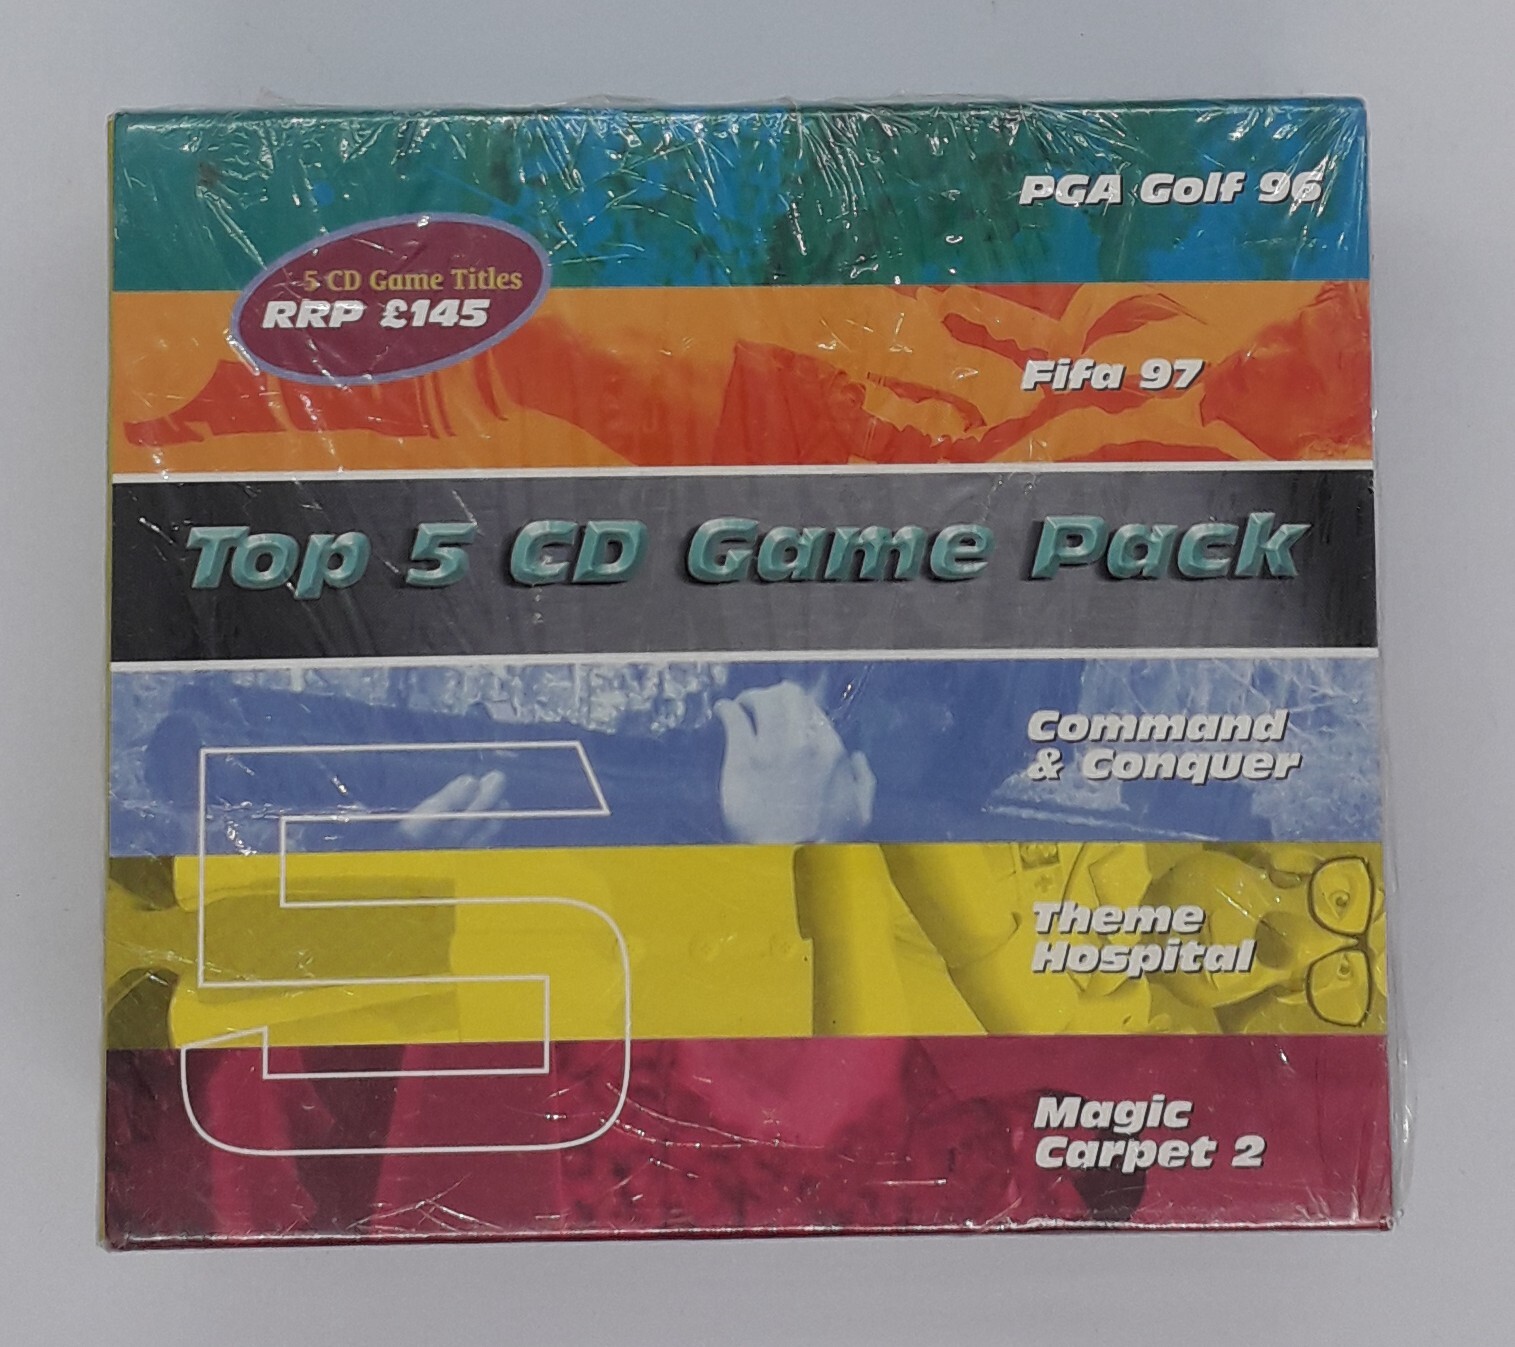 PGA Golf 96
5 CD Game Titles
RRP £145
Fifa 97
Top 5 CD Game Pack
Command
& Conquer
Theme
Hospital
Magic
Carpet 2
5